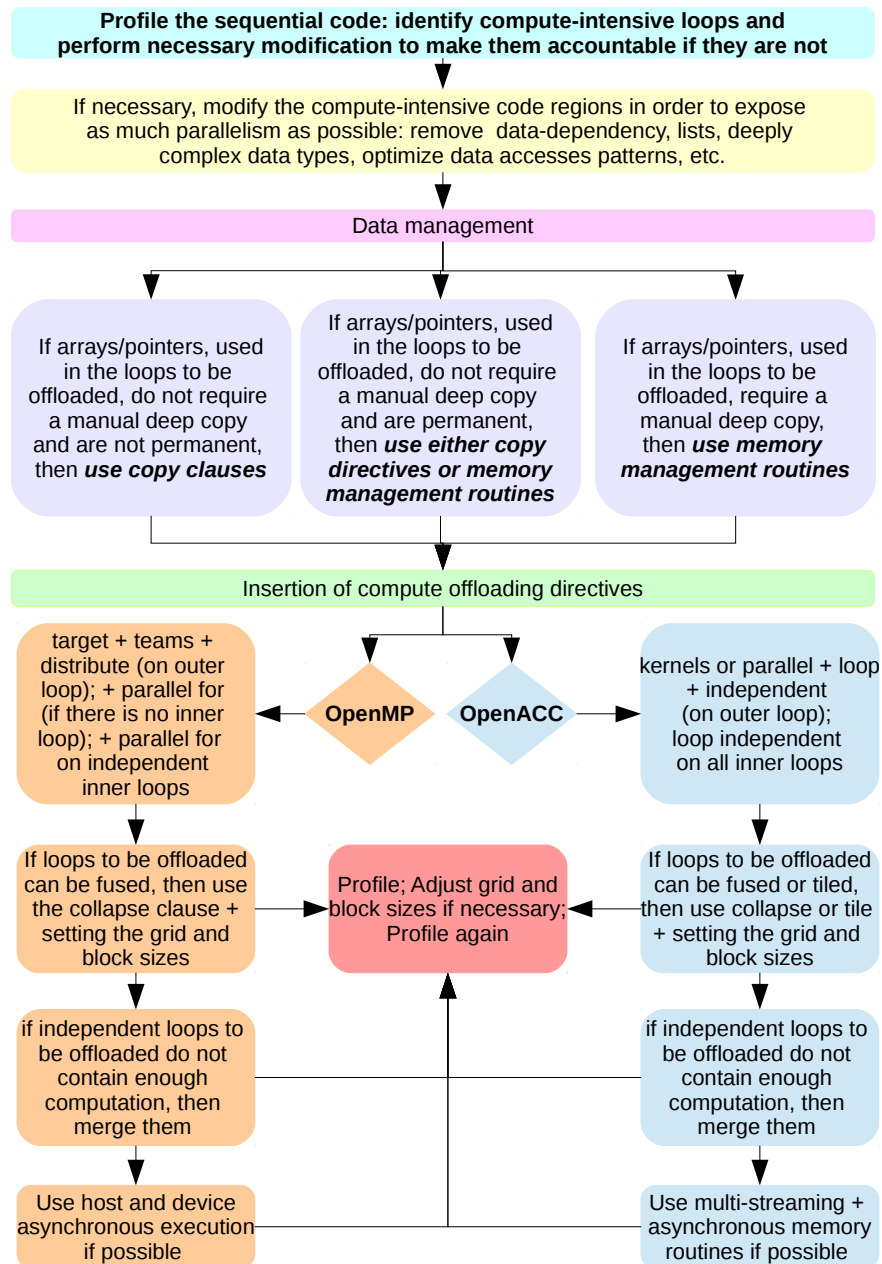 Profile the sequential code: identify compute-intensive loops and
perform necessary modification to make them accountable if they are not
If necessary, modify the compute-intensive code regions in order to expose
as much parallelism as possible: remove data-dependency, lists, deeply
complex data types, optimize data accesses patterns, etc.
Data management
If arrays/pointers, used
in the loops to be
offloaded, do not require
a manual deep copy
and are not permanent,
then use copy clauses
If arrays/pointers, used
in the loops to be
offloaded, do not require
a manual deep copy
and are permanent,
then use either copy
directives or memory
management routines
If arrays/pointers, used
in the loops to be
offloaded, require a
manual deep copy,
then use memory
management routines
Insertion of compute offloading directives
target + teams +
distribute (on outer
loop); + parallel for
(if there is no inner
loop); + parallel for
on independent
inner loops
OpenMP
OpenACC
kernels or parallel + loop
+ independent
(on outer loop);
loop independent
on all inner loops
If loops to be offloaded
can be fused, then use
the collapse clause +
setting the grid and
block sizes
Profile; Adjust grid and
block sizes if necessary;
Profile again
If loops to be offloaded
can be fused or tiled,
then use collapse or tile
+ setting the grid and
block sizes
if independent loops to
be offloaded do not
contain enough
computation, then
merge them
if independent loops to
be offloaded do not
contain enough
computation, then
merge them
Use host and device
asynchronous execution
if possible
Use multi-streaming +
asynchronous memory
routines if possible